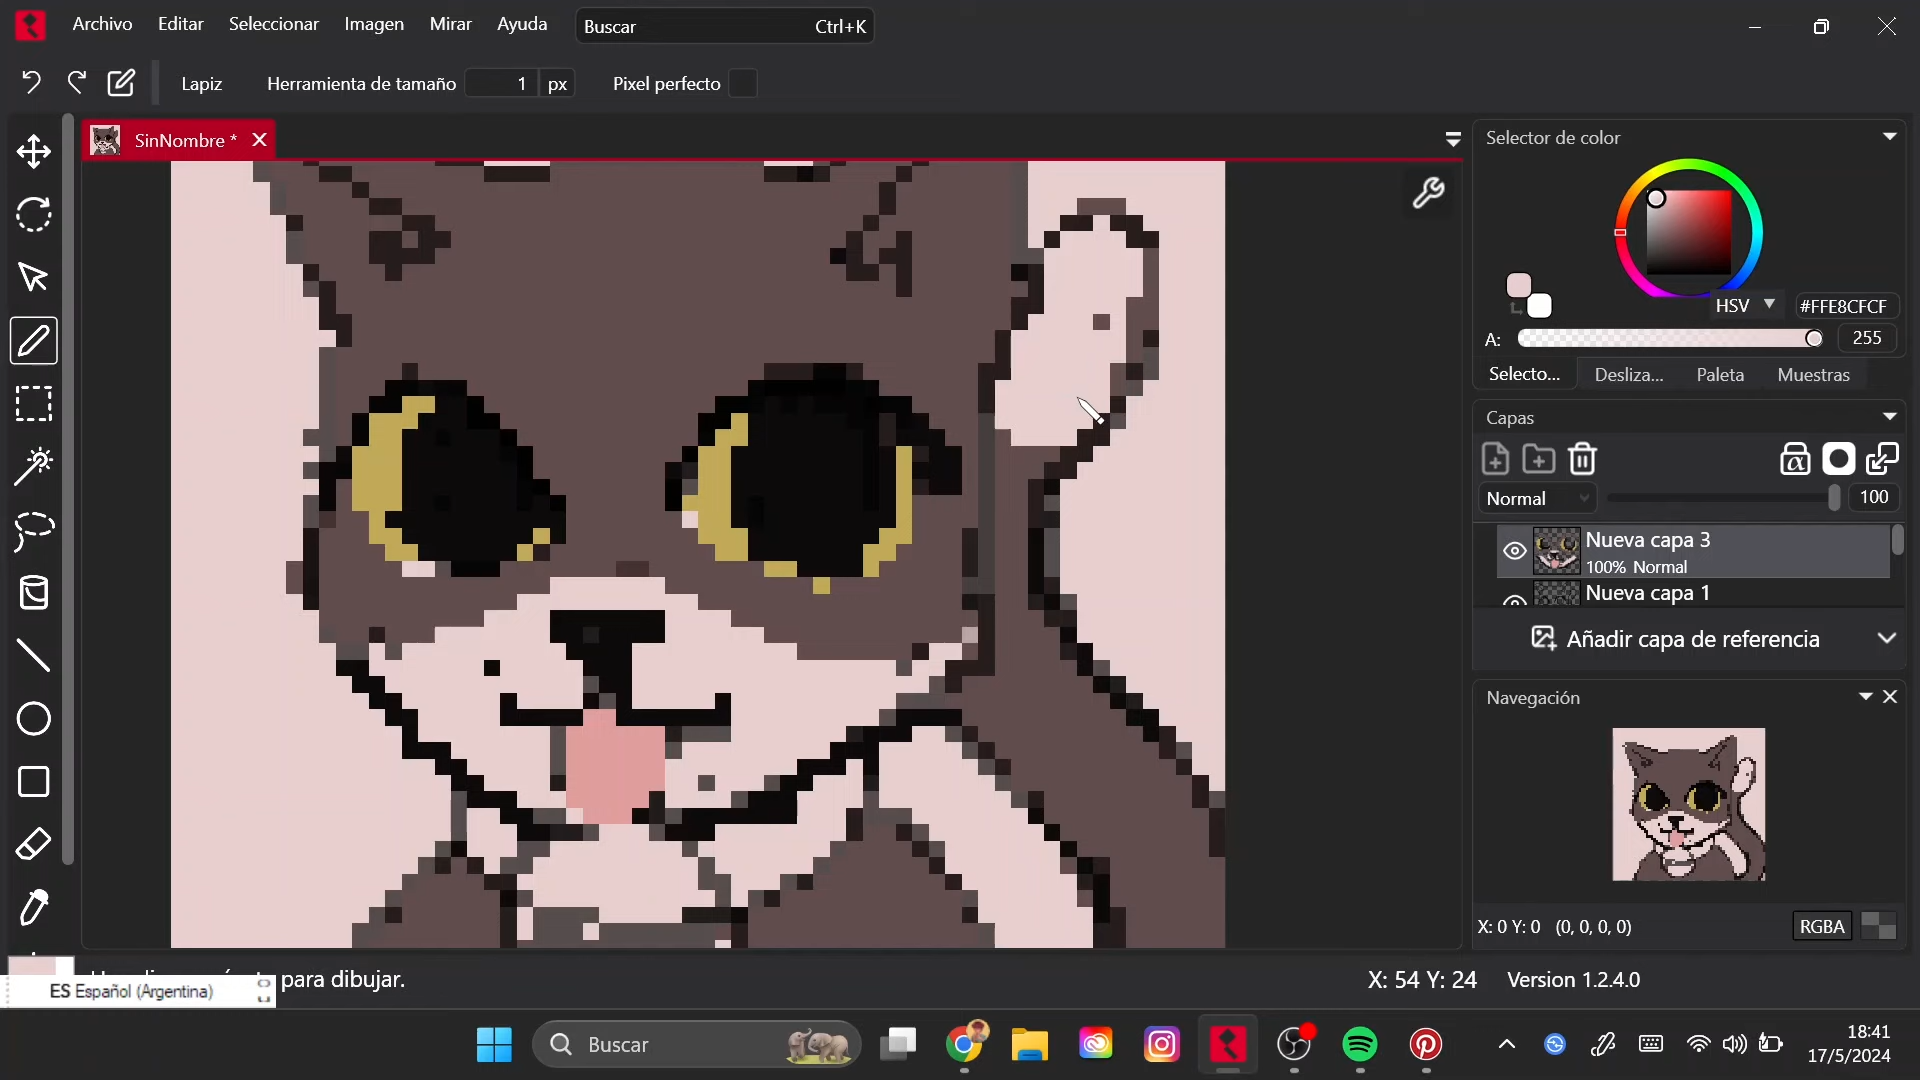 Archivo Editar Seleccionar Imagen Mirar Ayuda Buscar Ctrl+K
Lapiz Herramienta de tamaño 1 px Pixel perfecto
SinNombre *
Selector de color
HSV #FFE8CFCF
A: 255
Selecto... Desliza... Paleta Muestras
Capas
Normal 100
Nueva capa 3
100% Normal
Nueva capa 1
Añadir capa de referencia
Navegación
X: 0 Y: 0 (0, 0, 0, 0) RGBA
para dibujar. X: 54 Y: 24 Version 1.2.4.0
ES Español (Argentina)
Buscar
18:41
17/5/2024